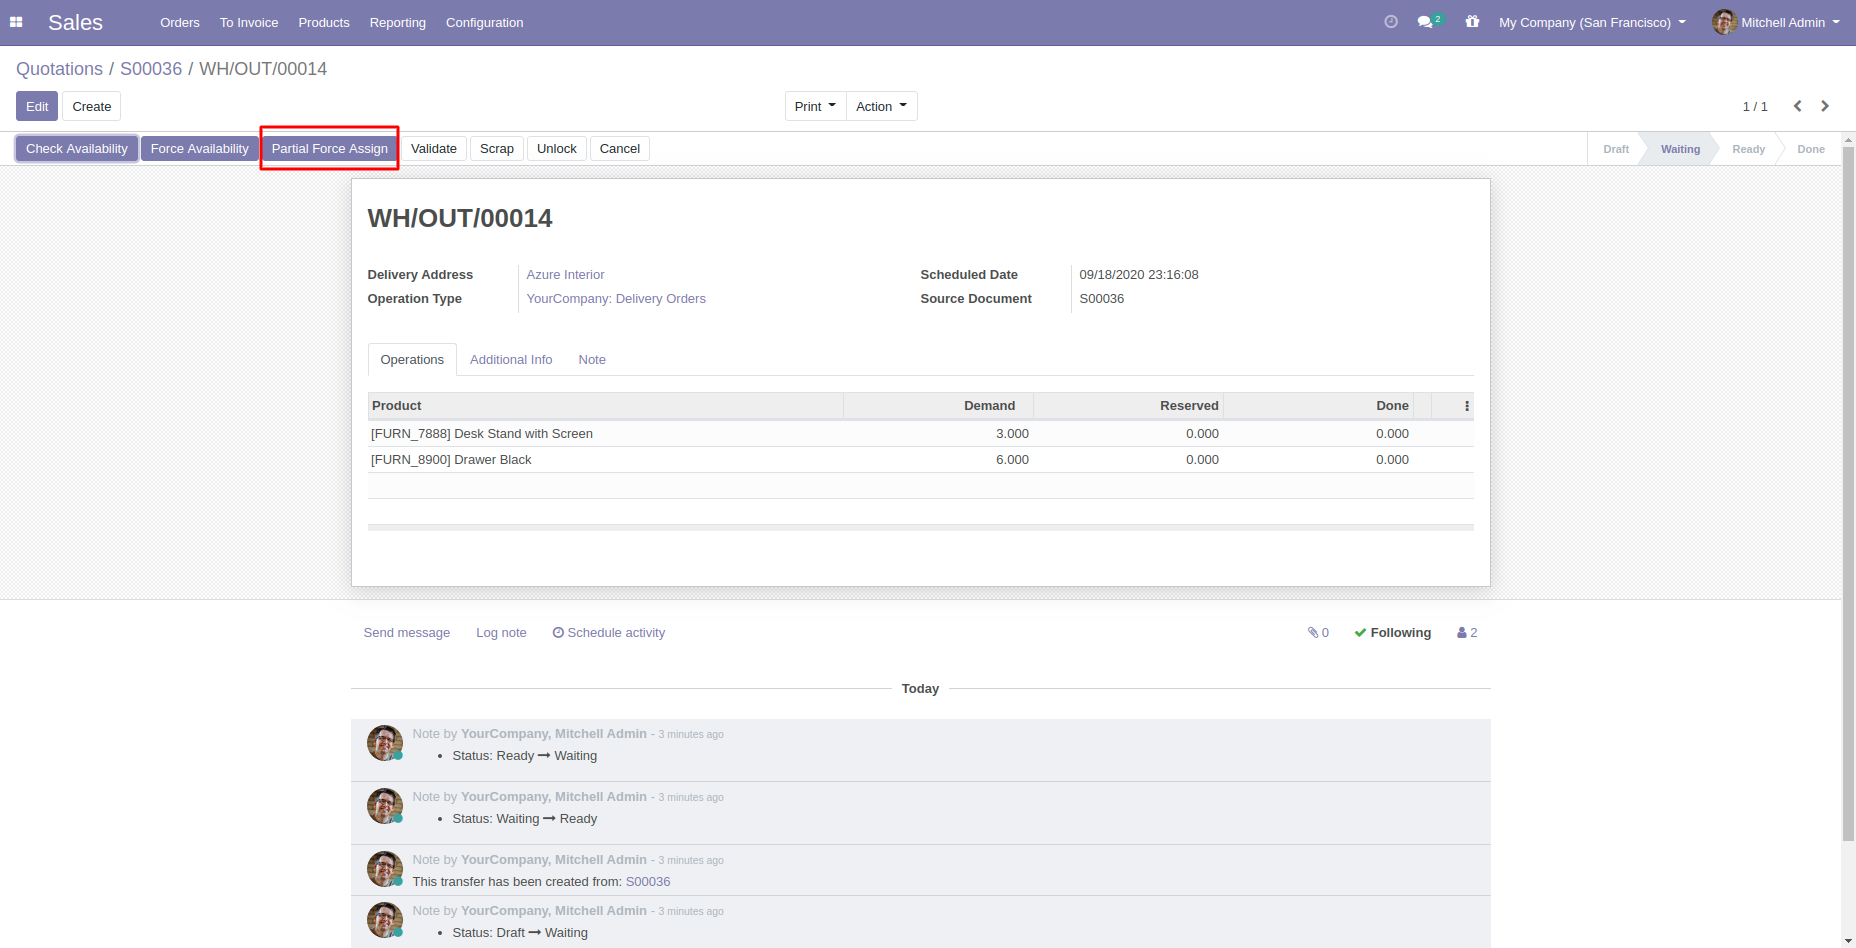 Sales Orders To Invoice Products Reporting Configuration 2 My Company (San Francisco) Mitchell Admin
Quotations / S00036 / WH/OUT/00014
Edit Create Print Action 1 / 1
Check Availability Force Availability Partial Force Assign Validate Scrap Unlock Cancel Draft Waiting Ready Done
WH/OUT/00014
Delivery Address Azure Interior Scheduled Date 09/18/2020 23:16:08
Operation Type YourCompany: Delivery Orders Source Document S00036
Operations Additional Info Note
Product Demand Reserved Done
[FURN_7888] Desk Stand with Screen 3.000 0.000 0.000
[FURN_8900] Drawer Black 6.000 0.000 0.000
Send message Log note Schedule activity 0 Following 2
Today
Note by YourCompany, Mitchell Admin - 3 minutes ago
• Status: Ready → Waiting
Note by YourCompany, Mitchell Admin - 3 minutes ago
• Status: Waiting → Ready
Note by YourCompany, Mitchell Admin - 3 minutes ago
This transfer has been created from: S00036
Note by YourCompany, Mitchell Admin - 3 minutes ago
• Status: Draft → Waiting